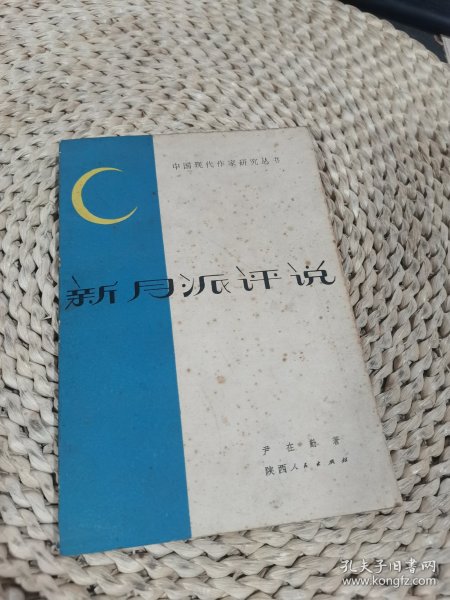 中国现代作家研究丛书
新月派评说
尹在勤 著
陕西人民出版社
孔夫子旧书网
www.kongfz.com